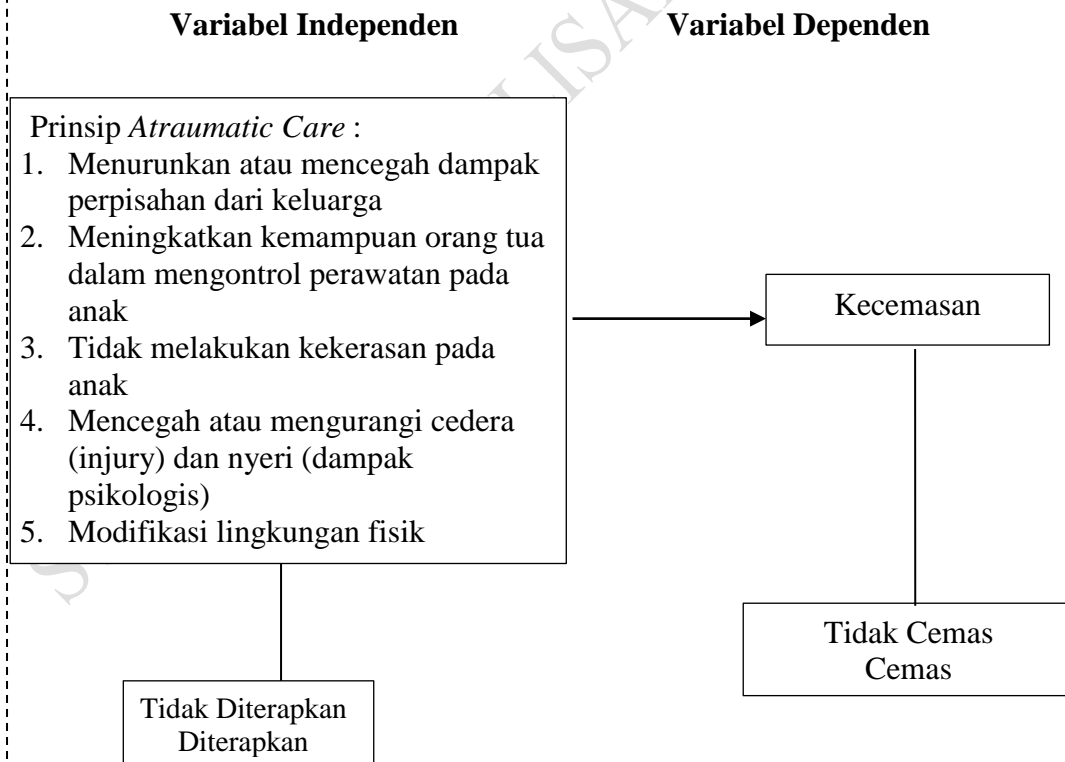 Variabel Independen
Variabel Dependen
Prinsip Atraumatic Care :
1. Menurunkan atau mencegah dampak
perpisahan dari keluarga
2. Meningkatkan kemampuan orang tua
dalam mengontrol perawatan pada
anak
3. Tidak melakukan kekerasan pada
anak
4. Mencegah atau mengurangi cedera
(injury) dan nyeri (dampak
psikologis)
5. Modifikasi lingkungan fisik
Kecemasan
Tidak Cemas
Cemas
Tidak Diterapkan
Diterapkan